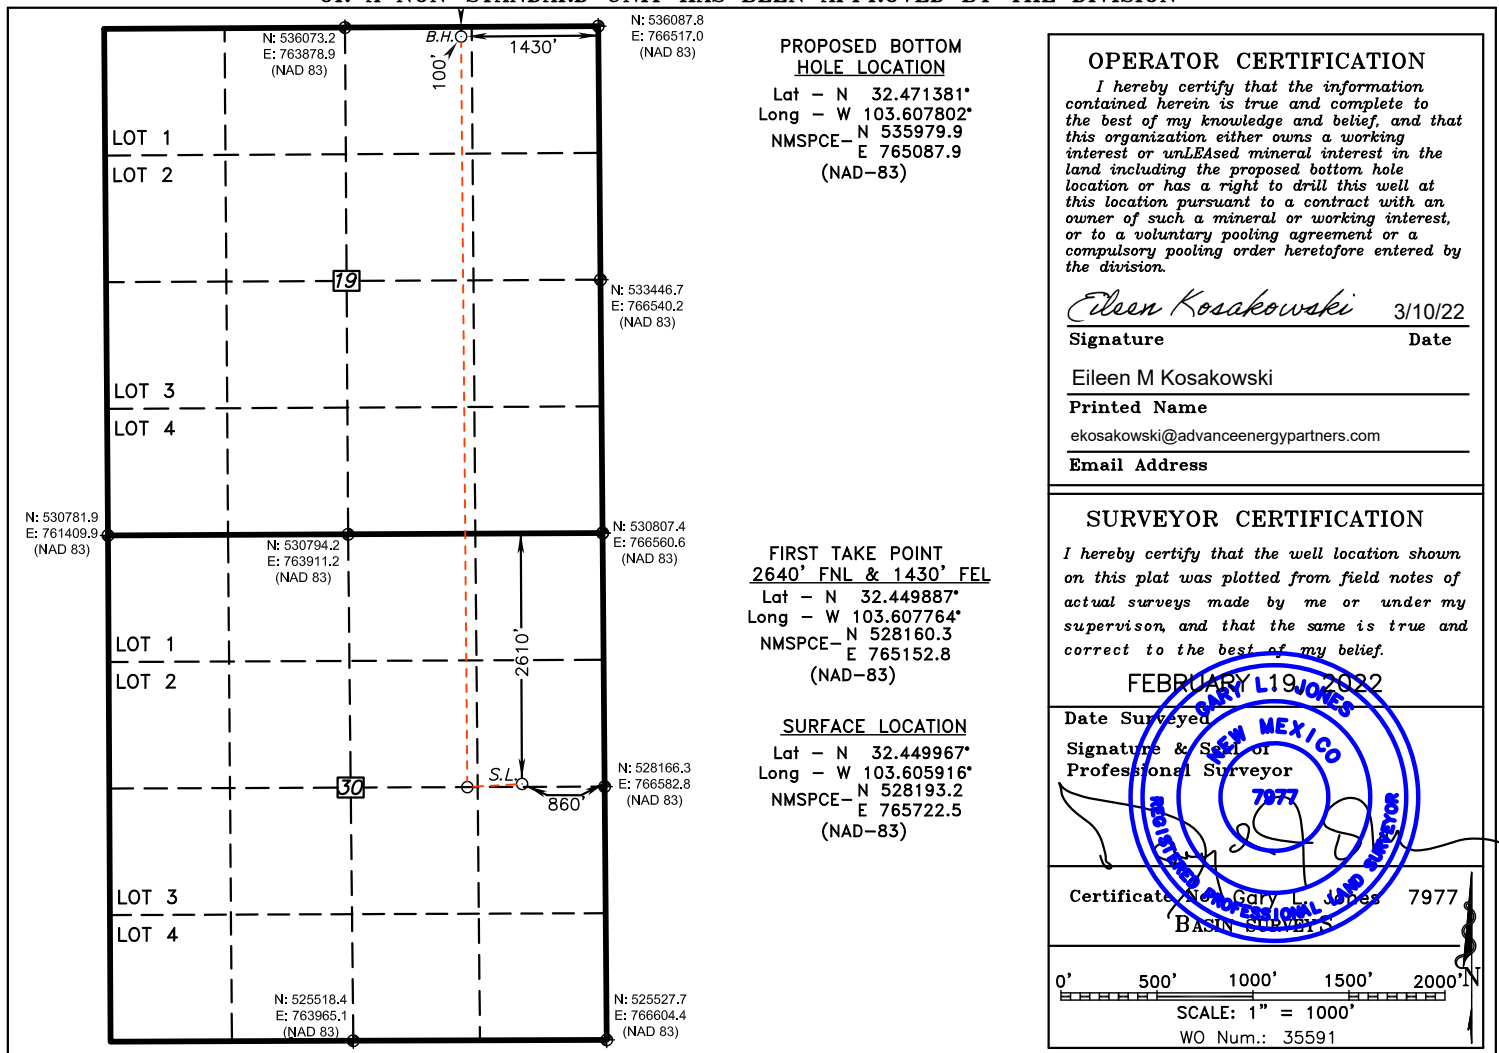 OR A NON-STANDARD UNIT HAS BEEN APPROVED BY THE DIVISION
N: 536073.2
E: 763878.9
(NAD 83)
B.H.
100'
1430'
N: 536087.8
E: 766517.0
(NAD 83)
LOT 1
LOT 2
19
N: 533446.7
E: 766540.2
(NAD 83)
LOT 3
LOT 4
N: 530781.9
E: 761409.9
(NAD 83)
N: 530794.2
E: 763911.2
(NAD 83)
N: 530807.4
E: 766560.6
(NAD 83)
LOT 1
LOT 2
2610'
30
S.L.
860'
N: 528166.3
E: 766582.8
(NAD 83)
LOT 3
LOT 4
N: 525518.4
E: 763965.1
(NAD 83)
N: 525527.7
E: 766604.4
(NAD 83)
PROPOSED BOTTOM
HOLE LOCATION
Lat - N 32.471381°
Long - W 103.607802°
NMSPCE- N 535979.9
E 765087.9
(NAD-83)
FIRST TAKE POINT
2640' FNL & 1430' FEL
Lat - N 32.449887°
Long - W 103.607764°
NMSPCE- N 528160.3
E 765152.8
(NAD-83)
SURFACE LOCATION
Lat - N 32.449967°
Long - W 103.605916°
NMSPCE- N 528193.2
E 765722.5
(NAD-83)
OPERATOR CERTIFICATION
I hereby certify that the information
contained herein is true and complete to
the best of my knowledge and belief, and that
this organization either owns a working
interest or unLEAsed mineral interest in the
land including the proposed bottom hole
location or has a right to drill this well at
this location pursuant to a contract with an
owner of such a mineral or working interest,
or to a voluntary pooling agreement or a
compulsory pooling order heretofore entered by
the division.
Eileen Kosakowski 3/10/22
Signature Date
Eileen M Kosakowski
Printed Name
ekosakowski@advanceenergypartners.com
Email Address
SURVEYOR CERTIFICATION
I hereby certify that the well location shown
on this plat was plotted from field notes of
actual surveys made by me or under my
supervison, and that the same is true and
correct to the best of my belief.
FEBRUARY 19, 2022
Date Surveyed
Signature & Seal of
Professional Surveyor
GARY L. JONES
NEW MEXICO
7977
REGISTERED PROFESSIONAL LAND SURVEYOR
Certificate No. Gary L. Jones 7977
BASIN SURVEYS
0' 500' 1000' 1500' 2000'
N
SCALE: 1" = 1000'
WO Num.: 35591